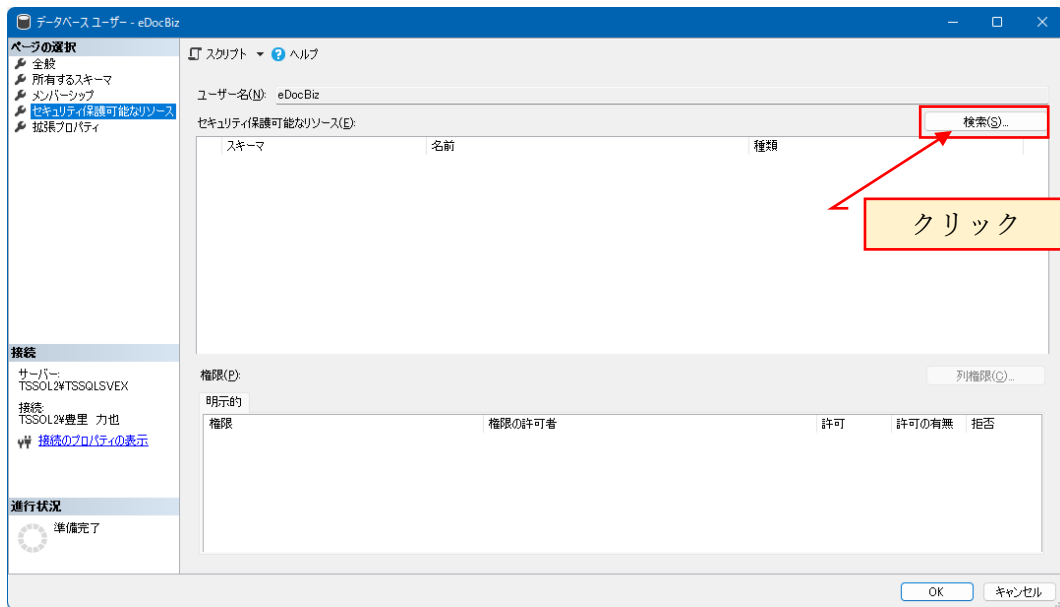 データベース ユーザー - eDocBiz
ページの選択
全般
所有するスキーマ
メンバーシップ
セキュリティ保護可能なリソース
拡張プロパティ
スクリプト ヘルプ
ユーザー名(N): eDocBiz
セキュリティ保護可能なリソース(E):
検索(S)...
スキーマ 名前 種類
クリック
接続
サーバー:
TSSOL2¥TSSQLSVEX
接続:
TSSOL2¥豊里 力也
接続のプロパティの表示
進行状況
準備完了
権限(P):
列権限(C)...
明示的
権限 権限の許可者 許可 許可の有無 拒否
OK キャンセル